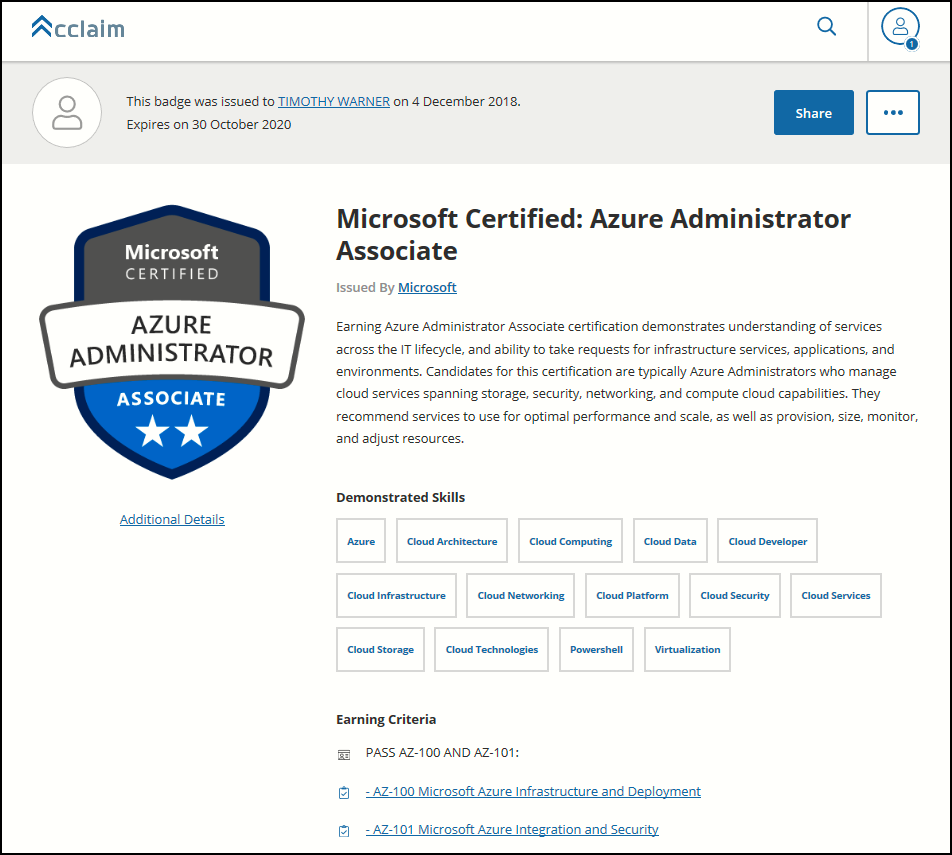 cclaim
1
This badge was issued to TIMOTHY WARNER on 4 December 2018.
Expires on 30 October 2020
Share
•••
Microsoft
CERTIFIED
AZURE
ADMINISTRATOR
ASSOCIATE
Additional Details
Microsoft Certified: Azure Administrator
Associate
Issued By Microsoft
Earning Azure Administrator Associate certification demonstrates understanding of services
across the IT lifecycle, and ability to take requests for infrastructure services, applications, and
environments. Candidates for this certification are typically Azure Administrators who manage
cloud services spanning storage, security, networking, and compute cloud capabilities. They
recommend services to use for optimal performance and scale, as well as provision, size, monitor,
and adjust resources.
Demonstrated Skills
Azure Cloud Architecture Cloud Computing Cloud Data Cloud Developer
Cloud Infrastructure Cloud Networking Cloud Platform Cloud Security Cloud Services
Cloud Storage Cloud Technologies Powershell Virtualization
Earning Criteria
PASS AZ-100 AND AZ-101:
- AZ-100 Microsoft Azure Infrastructure and Deployment
- AZ-101 Microsoft Azure Integration and Security